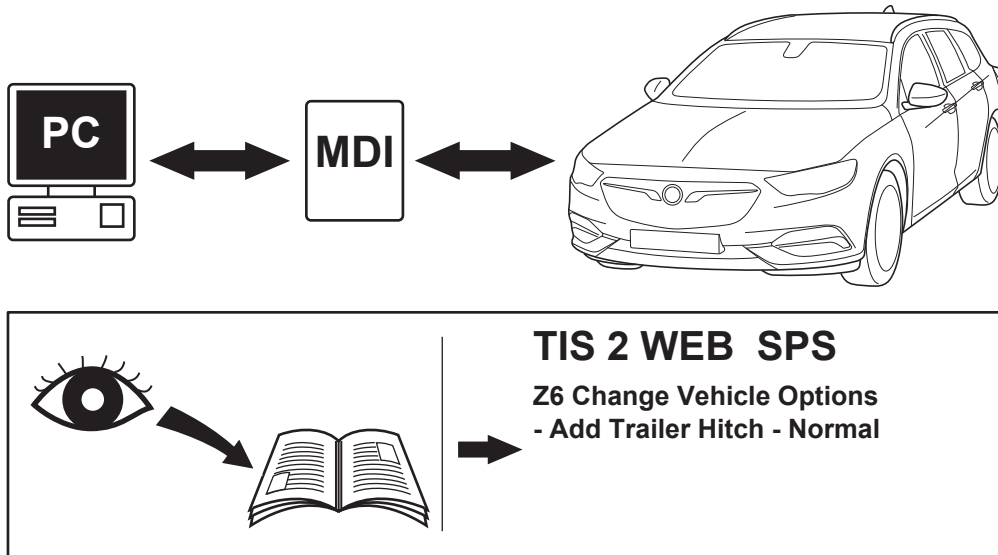 PC
MDI
TIS 2 WEB SPS
Z6 Change Vehicle Options
- Add Trailer Hitch - Normal